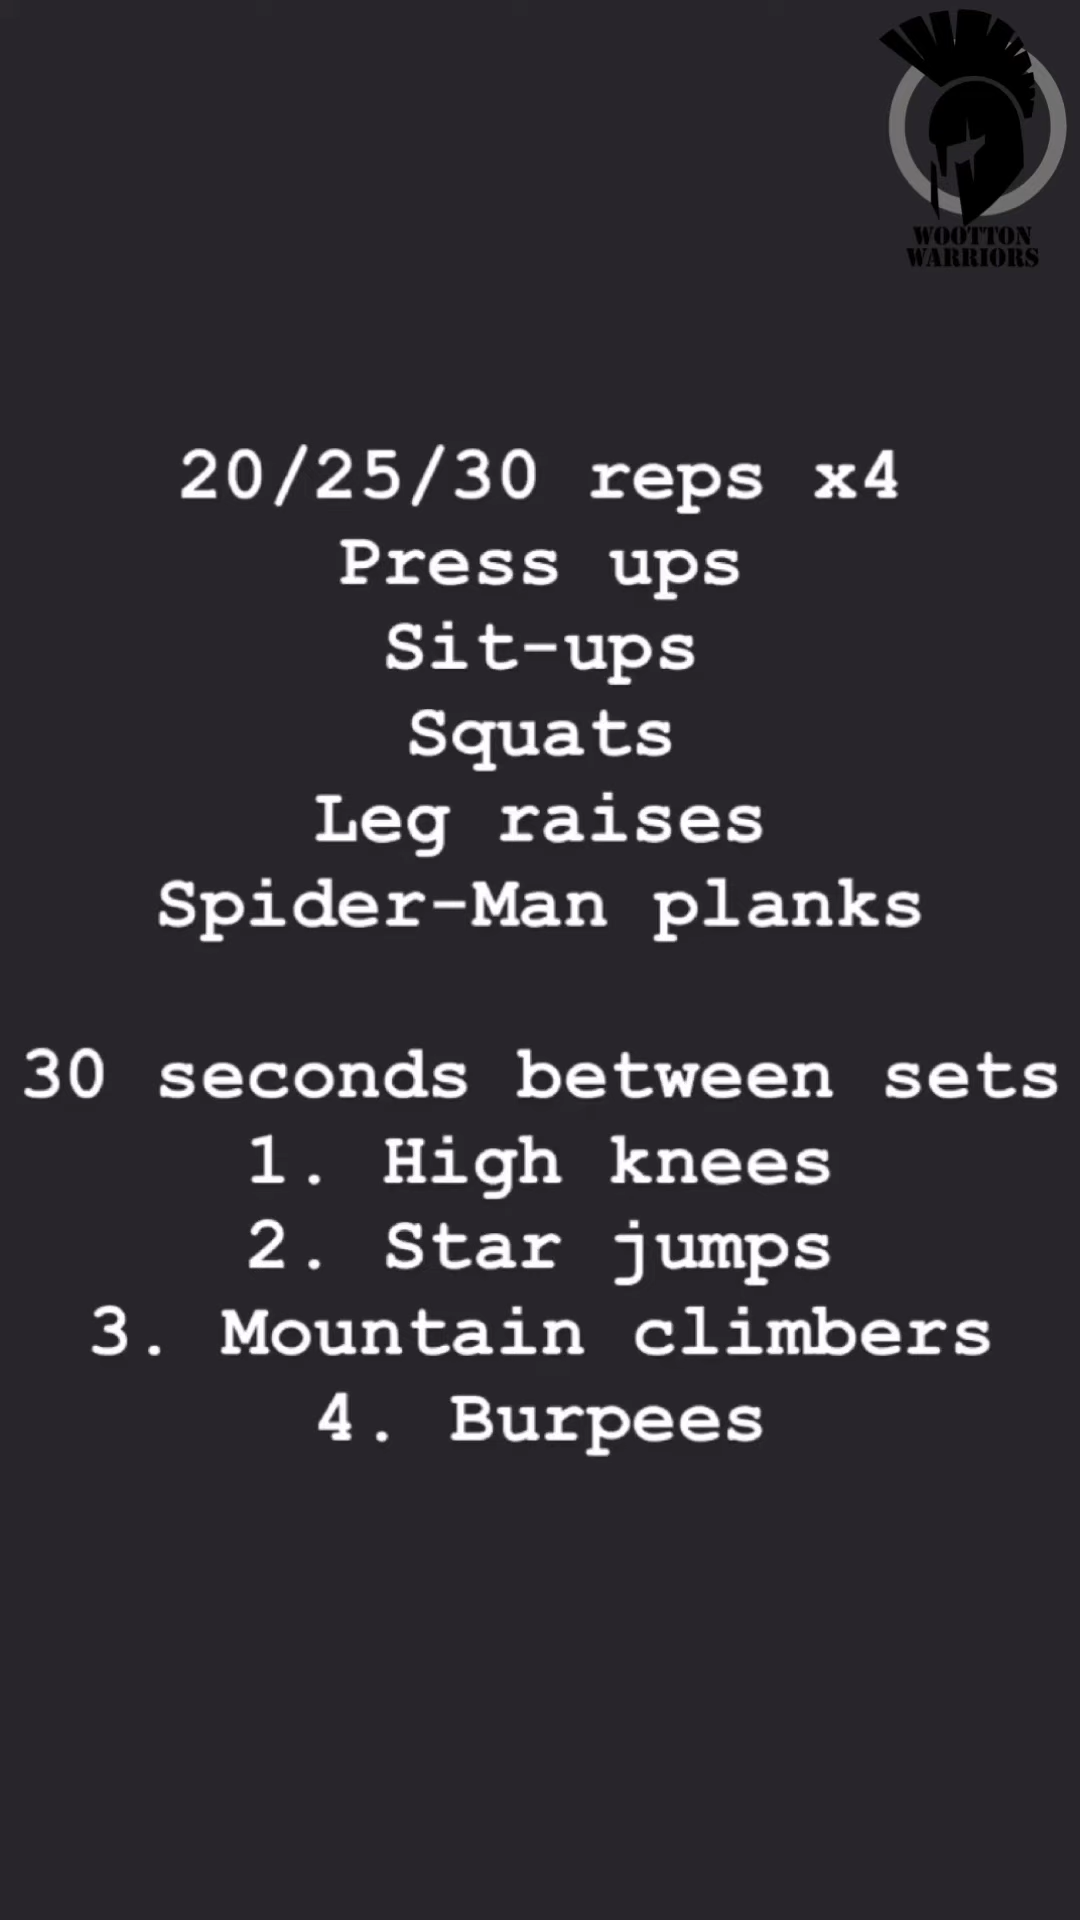 WOOTTON
WARRIORS
20/25/30 reps x4
Press ups
Sit-ups
Squats
Leg raises
Spider-Man planks
30 seconds between sets
1. High knees
2. Star jumps
3. Mountain climbers
4. Burpees